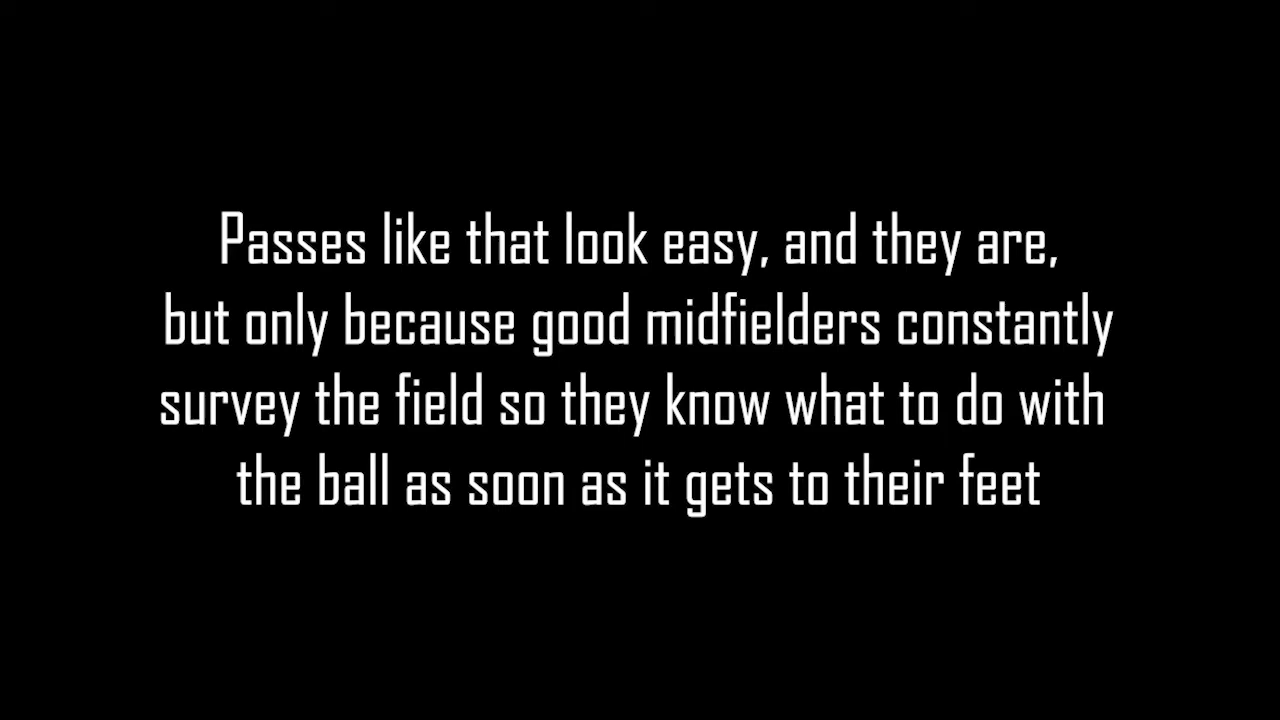 Passes like that look easy, and they are,
but only because good midfielders constantly
survey the field so they know what to do with
the ball as soon as it gets to their feet